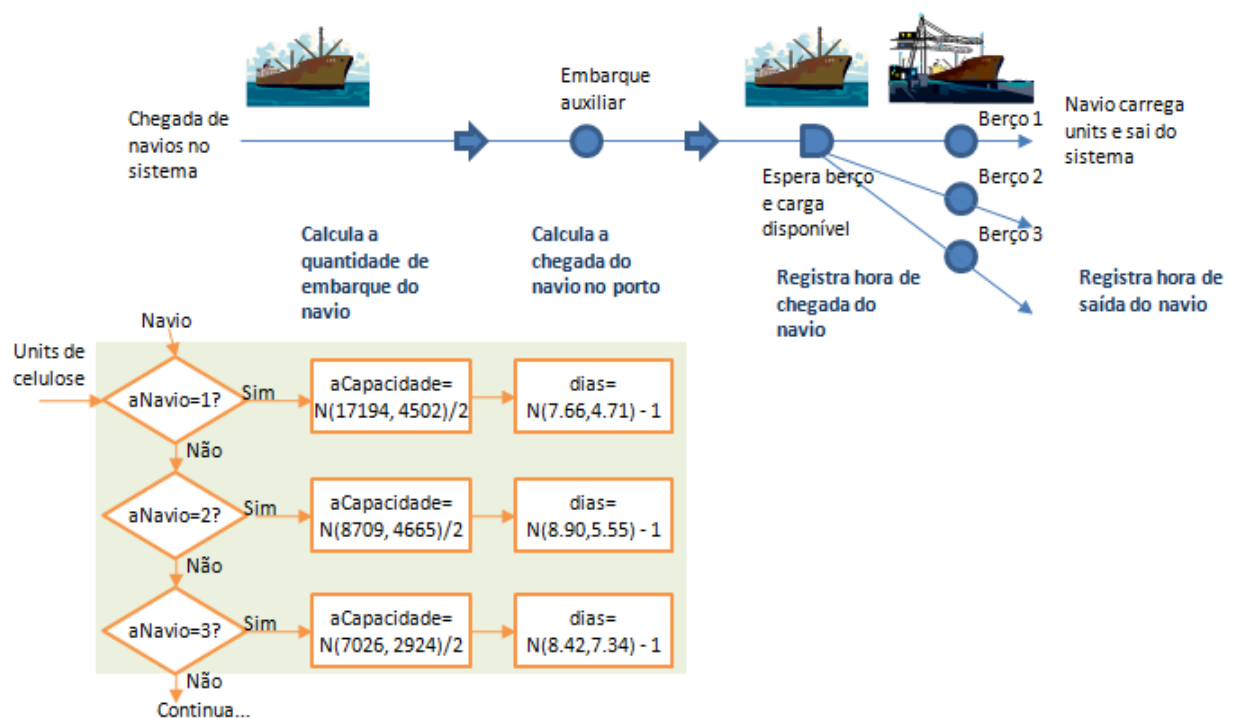 Embarque
auxiliar
Chegada de
navios no
sistema
Berço 1
Navio carrega
units e sai do
sistema
Espera berço
e carga
disponível
Berço 2
Berço 3
Calcula a
quantidade de
embarque do
navio
Calcula a
chegada do
navio no porto
Registra hora de
chegada do
navio
Registra hora de
saída do navio
Navio
Units de
celulose
aNavio=1?
Sim
aCapacidade=
N(17194, 4502)/2
dias=
N(7.66,4.71) - 1
Não
aNavio=2?
Sim
aCapacidade=
N(8709, 4665)/2
dias=
N(8.90,5.55) - 1
Não
aNavio=3?
Sim
aCapacidade=
N(7026, 2924)/2
dias=
N(8.42,7.34) - 1
Não
Continua...